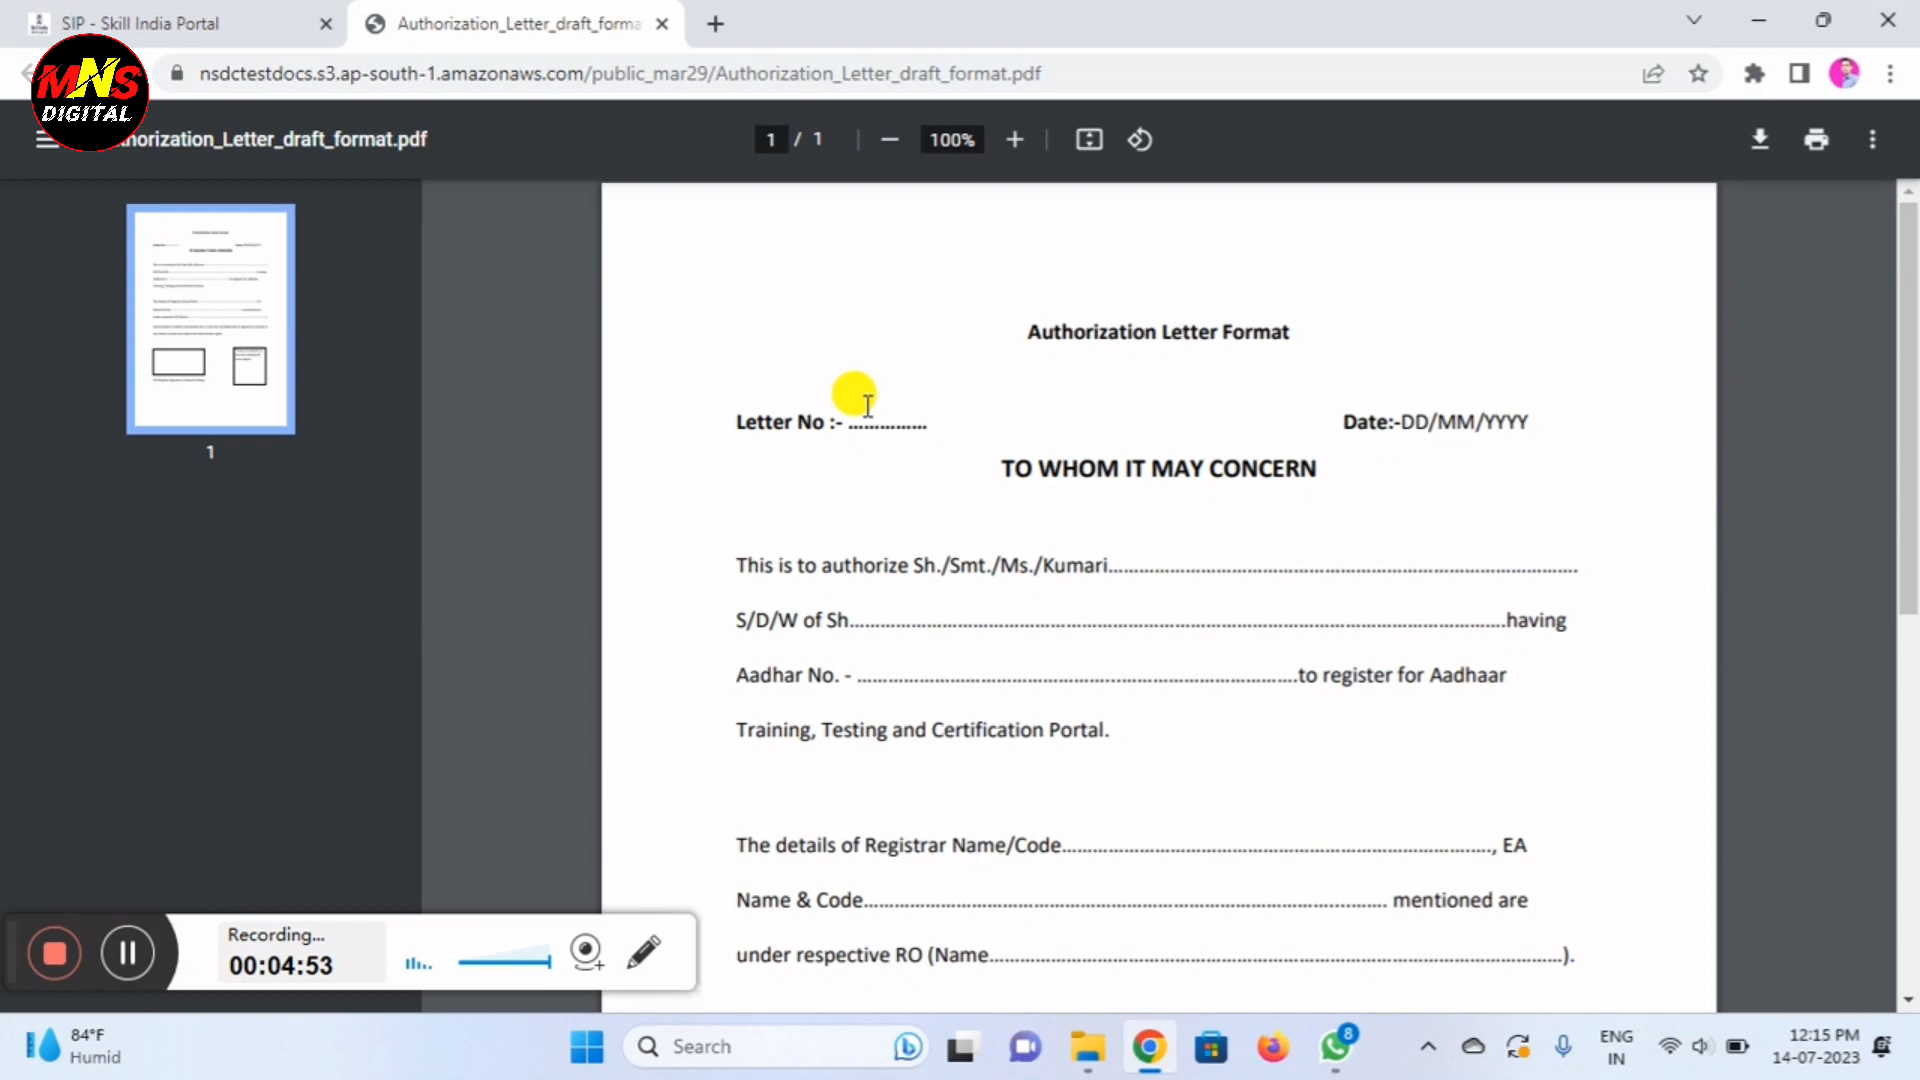 SIP - Skill India Portal
Authorization_Letter_draft_forma
nsdctestdocs.s3.ap-south-1.amazonaws.com/public_mar29/Authorization_Letter_draft_format.pdf
MNS
DIGITAL
horization_Letter_draft_format.pdf
1 / 1
100%
Authorization Letter Format
Letter No :- ...............
Date:-DD/MM/YYYY
TO WHOM IT MAY CONCERN
This is to authorize Sh./Smt./Ms./Kumari..........................................................................................
S/D/W of Sh..............................................................................................................................having
Aadhar No. - ....................................................................................to register for Aadhaar
Training, Testing and Certification Portal.
The details of Registrar Name/Code..................................................................................., EA
Name & Code.................................................................................................... mentioned are
under respective RO (Name..............................................................................................................).
1
Recording...
00:04:53
84°F
Humid
Search
8
ENG
IN
12:15 PM
14-07-2023